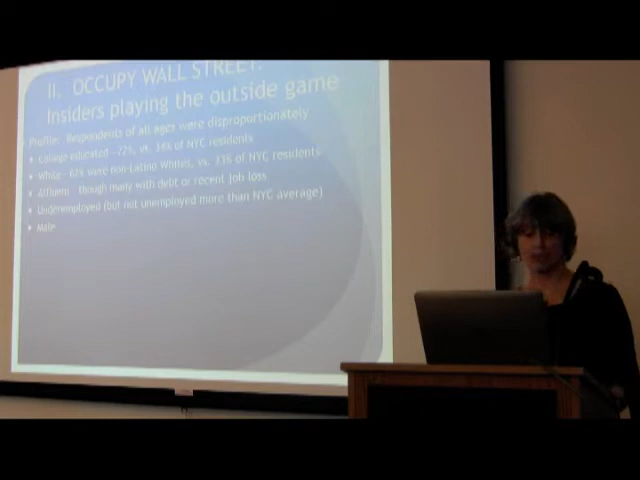 II. OCCUPY WALL STREET:
Insiders playing the outside game
Profile: Respondents of all ages were disproportionately
• College educated - 72%, vs. 34% of NYC residents
• White - 62% were non-Latino Whites, vs. 33% of NYC residents
• Affluent - though many with debt or recent job loss
• Underemployed (but not unemployed more than NYC average)
• Male